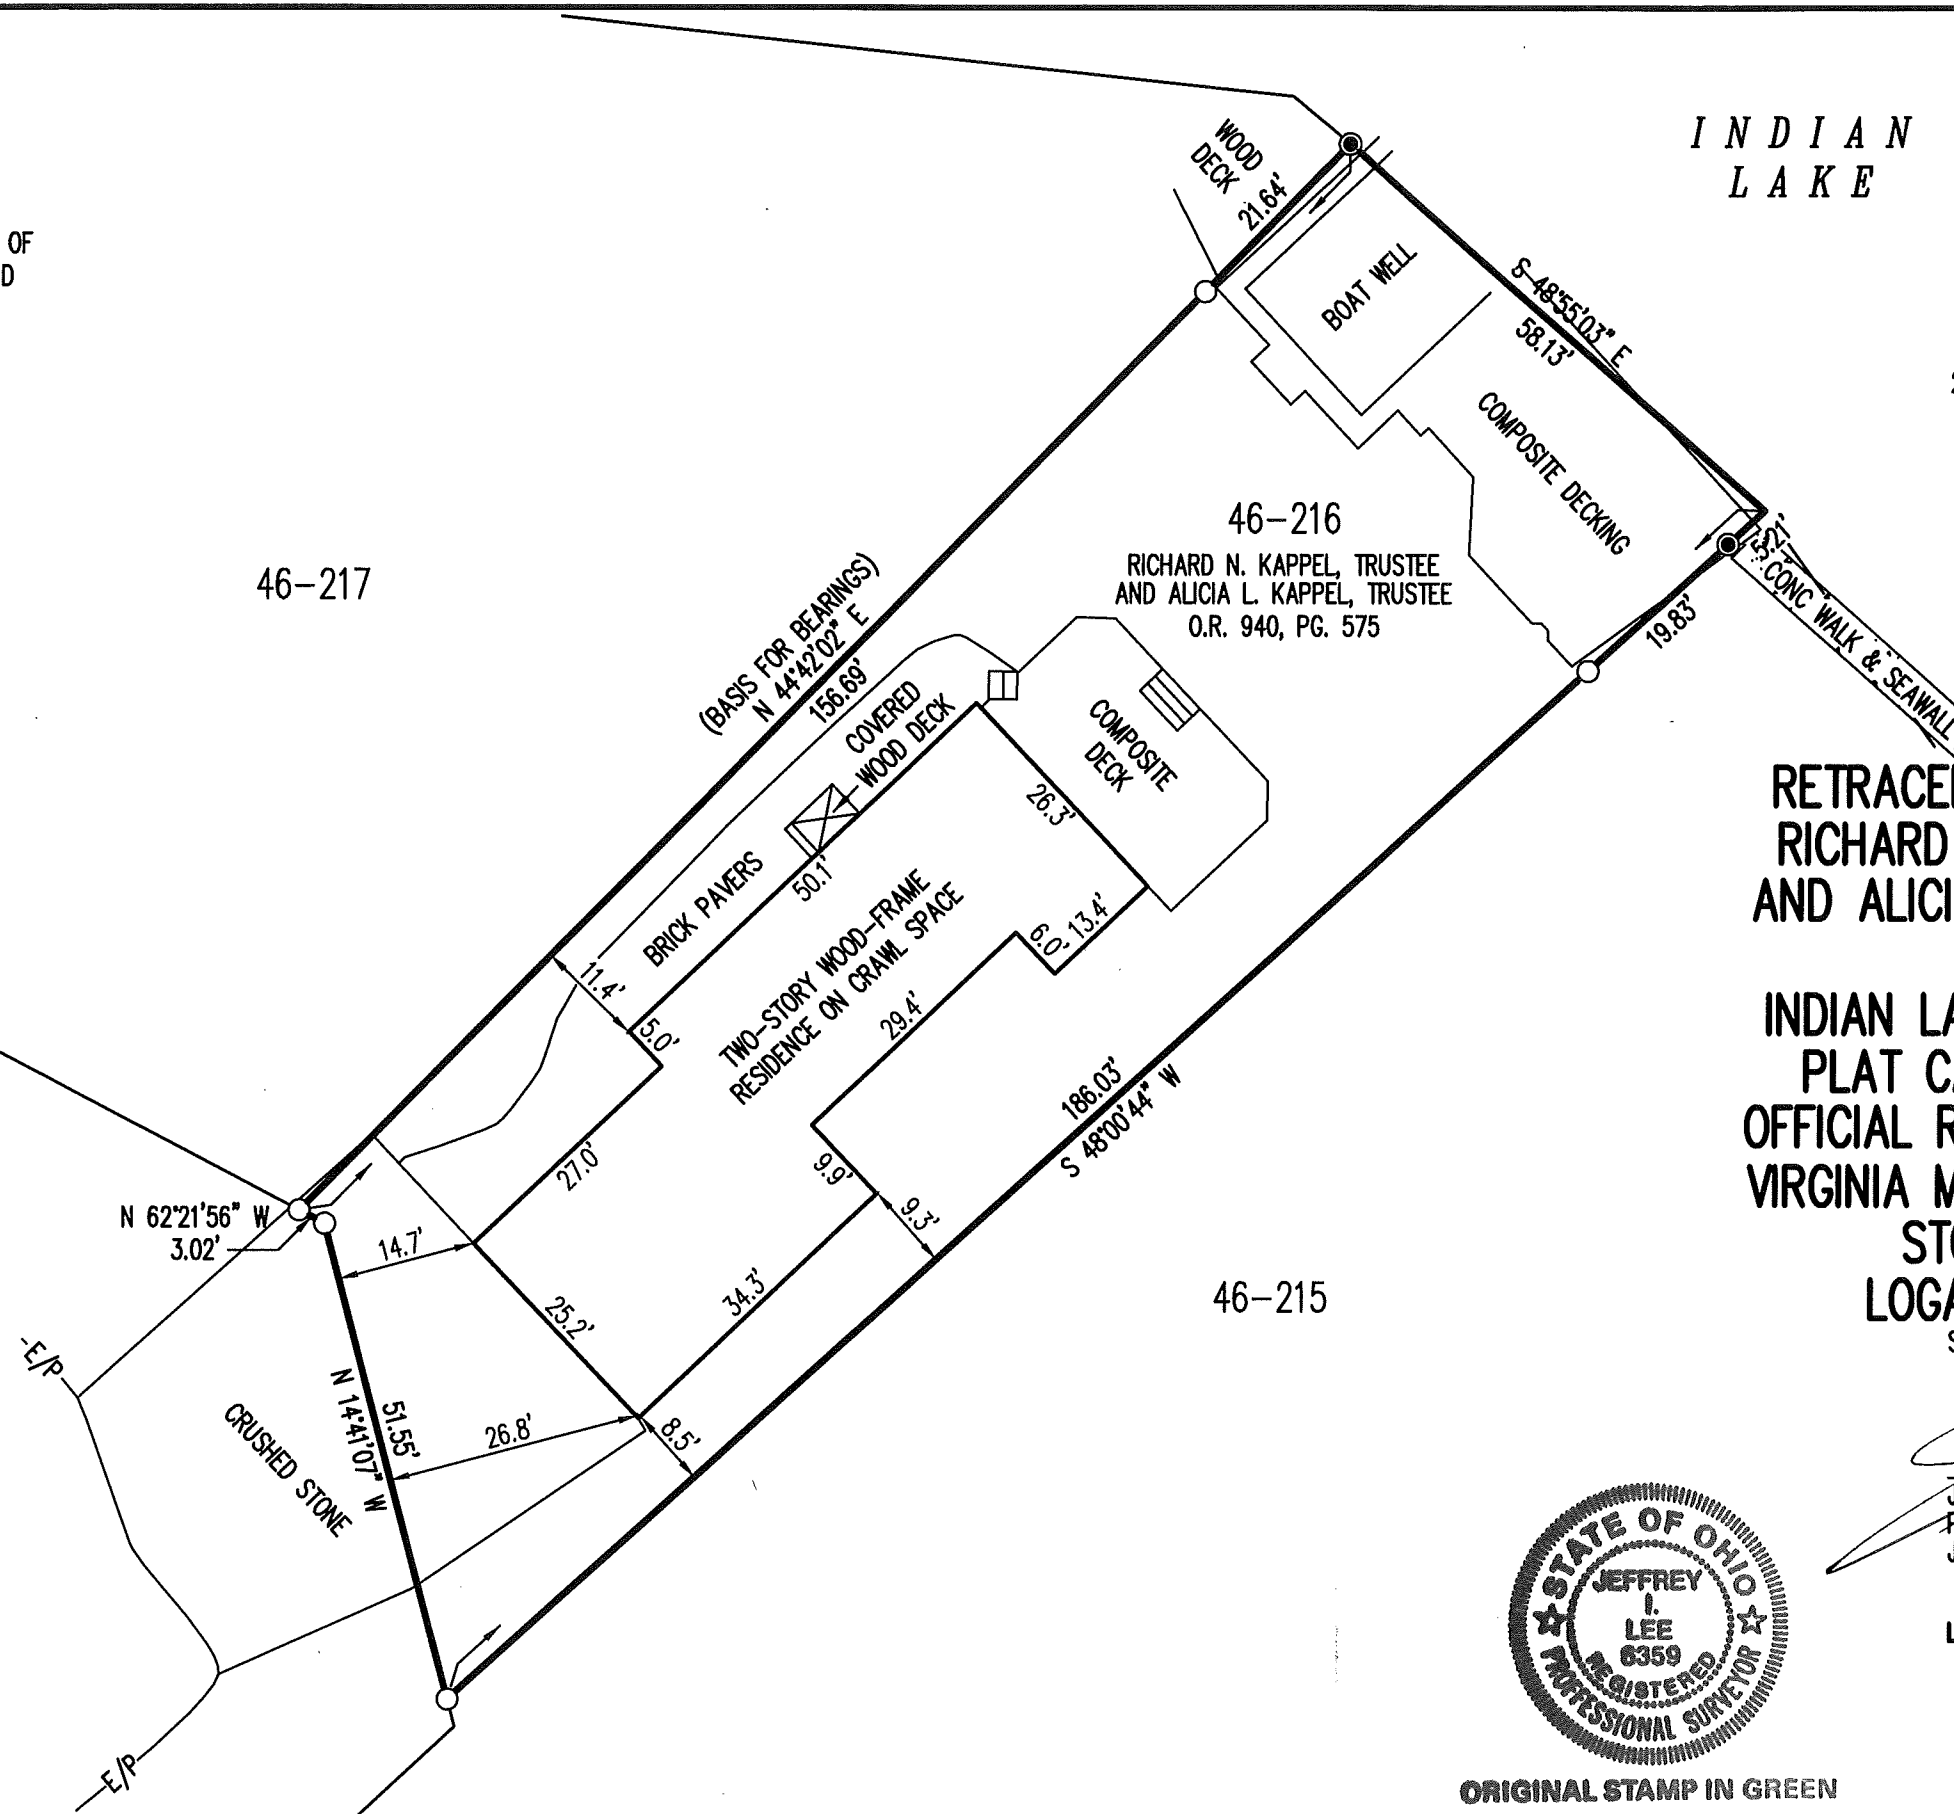 INDIAN
LAKE
OF
D
WOOD
DECK
21.64'
BOAT WELL
S 48°55'03" E
58.13'
COMPOSITE DECKING
5.21'
CONC WALK & SEAWALL
19.83'
46-216
RICHARD N. KAPPEL, TRUSTEE
AND ALICIA L. KAPPEL, TRUSTEE
O.R. 940, PG. 575
46-217
(BASIS FOR BEARINGS)
N 44°42'02" E
156.69'
COVERED
WOOD DECK
COMPOSITE
DECK
26.3'
BRICK PAVERS
50.1'
TWO-STORY WOOD-FRAME
RESIDENCE ON CRAWL SPACE
6.0'
13.4'
11.4'
5.0'
29.4'
27.0'
9.9'
9.3'
186.03'
S 48°00'44" W
N 62°21'56" W
3.02'
14.7'
25.2'
34.3'
46-215
E/P
CRUSHED STONE
N 14°41'07" W
51.55'
26.8'
8.5'
E/P
RICHARD
INDIAN
PLAT
OFFICIAL
VIRGINIA
STATE OF OHIO
JEFFREY
I.
LEE
6359
REGISTERED
PROFESSIONAL SURVEYOR
ORIGINAL STAMP IN GREEN